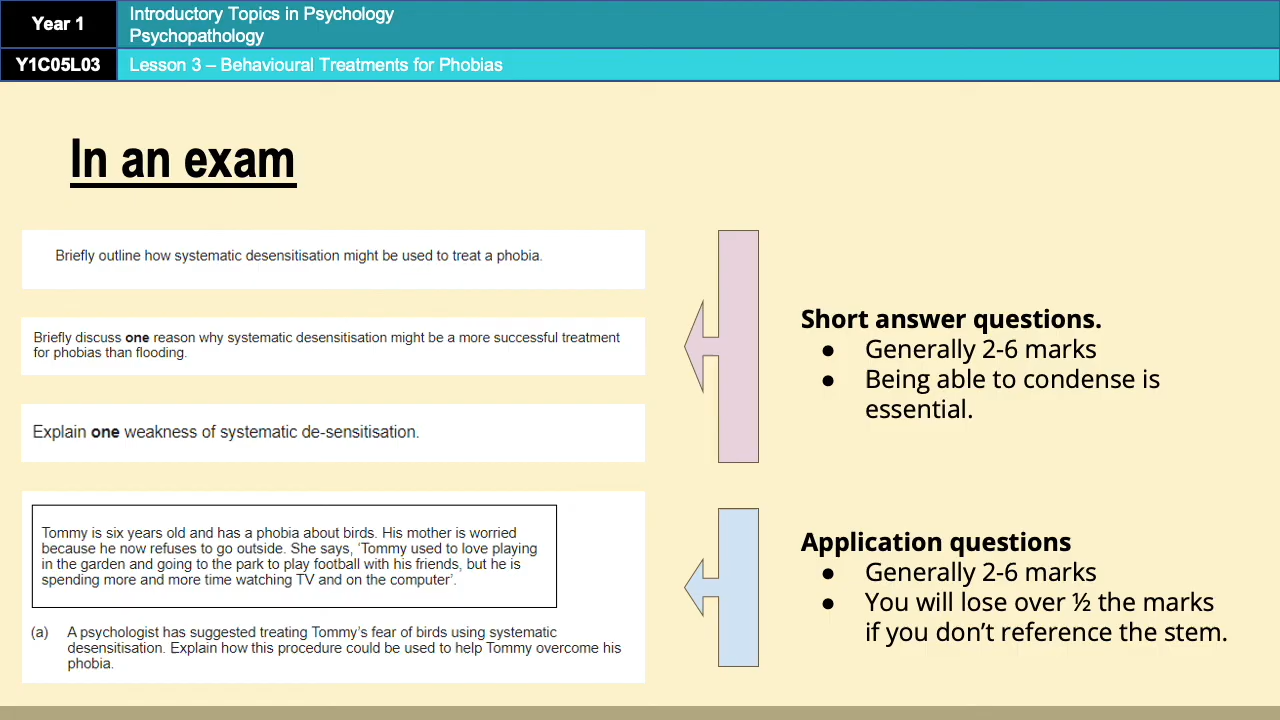 Year 1
Introductory Topics in Psychology
Psychopathology
Y1C05L03
Lesson 3 – Behavioural Treatments for Phobias
In an exam
Briefly outline how systematic desensitisation might be used to treat a phobia.
Briefly discuss one reason why systematic desensitisation might be a more successful treatment
for phobias than flooding.
Explain one weakness of systematic de-sensitisation.
Tommy is six years old and has a phobia about birds. His mother is worried
because he now refuses to go outside. She says, ‘Tommy used to love playing
in the garden and going to the park to play football with his friends, but he is
spending more and more time watching TV and on the computer’.
(a) A psychologist has suggested treating Tommy’s fear of birds using systematic
desensitisation. Explain how this procedure could be used to help Tommy overcome his
phobia.
Short answer questions.
● Generally 2-6 marks
● Being able to condense is
essential.
Application questions
● Generally 2-6 marks
● You will lose over ½ the marks
if you don’t reference the stem.